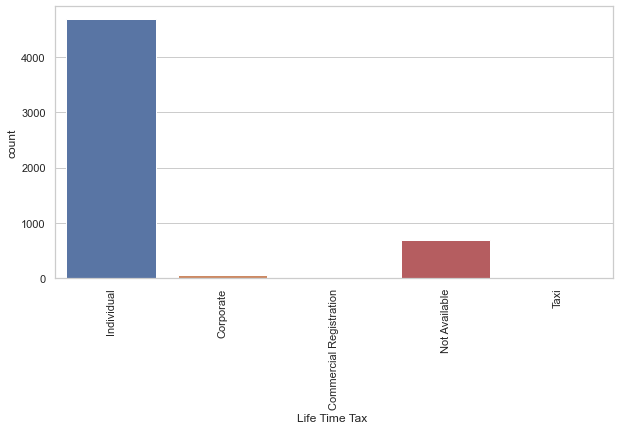 4000
3000
2000
1000
0
count
Individual
Corporate
Commercial Registration
Not Available
Taxi
Life Time Tax